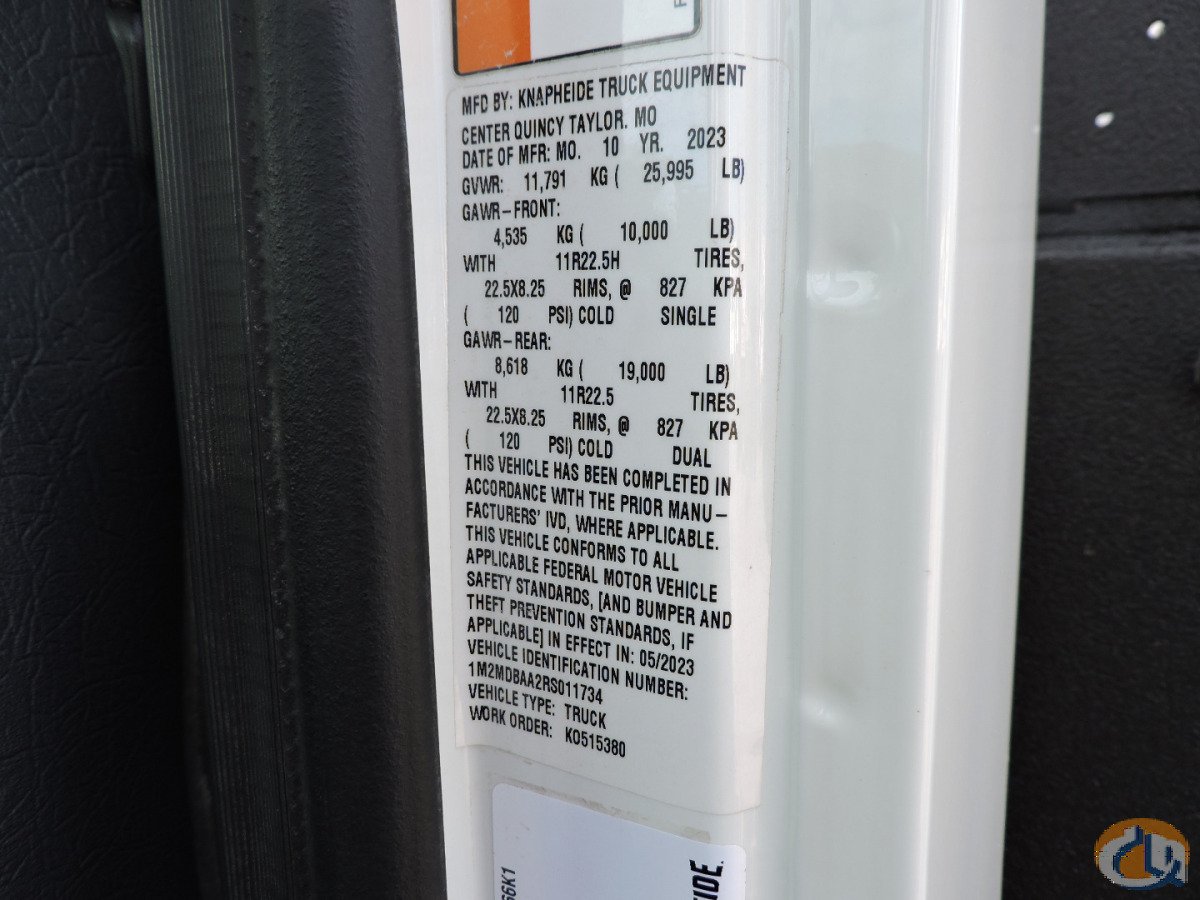 MFD BY: KNAPHEIDE TRUCK EQUIPMENT
CENTER QUINCY TAYLOR. MO
DATE OF MFR: MO. 10 YR. 2023
GVWR: 11,791 KG ( 25,995 LB)
GAWR-FRONT:
4,535 KG ( 10,000 LB)
WITH 11R22.5H TIRES,
22.5X8.25 RIMS, @ 827 KPA
( 120 PSI) COLD SINGLE
GAWR-REAR:
8,618 KG ( 19,000 LB)
WITH 11R22.5 TIRES,
22.5X8.25 RIMS, @ 827 KPA
( 120 PSI) COLD DUAL
THIS VEHICLE HAS BEEN COMPLETED IN
ACCORDANCE WITH THE PRIOR MANU-
FACTURERS' IVD, WHERE APPLICABLE.
THIS VEHICLE CONFORMS TO ALL
APPLICABLE FEDERAL MOTOR VEHICLE
SAFETY STANDARDS, [AND BUMPER AND
THEFT PREVENTION STANDARDS, IF
APPLICABLE] IN EFFECT IN: 05/2023
VEHICLE IDENTIFICATION NUMBER:
1M2MDBAA2RS011734
VEHICLE TYPE: TRUCK
WORK ORDER: KO515380
66K1
IDE.